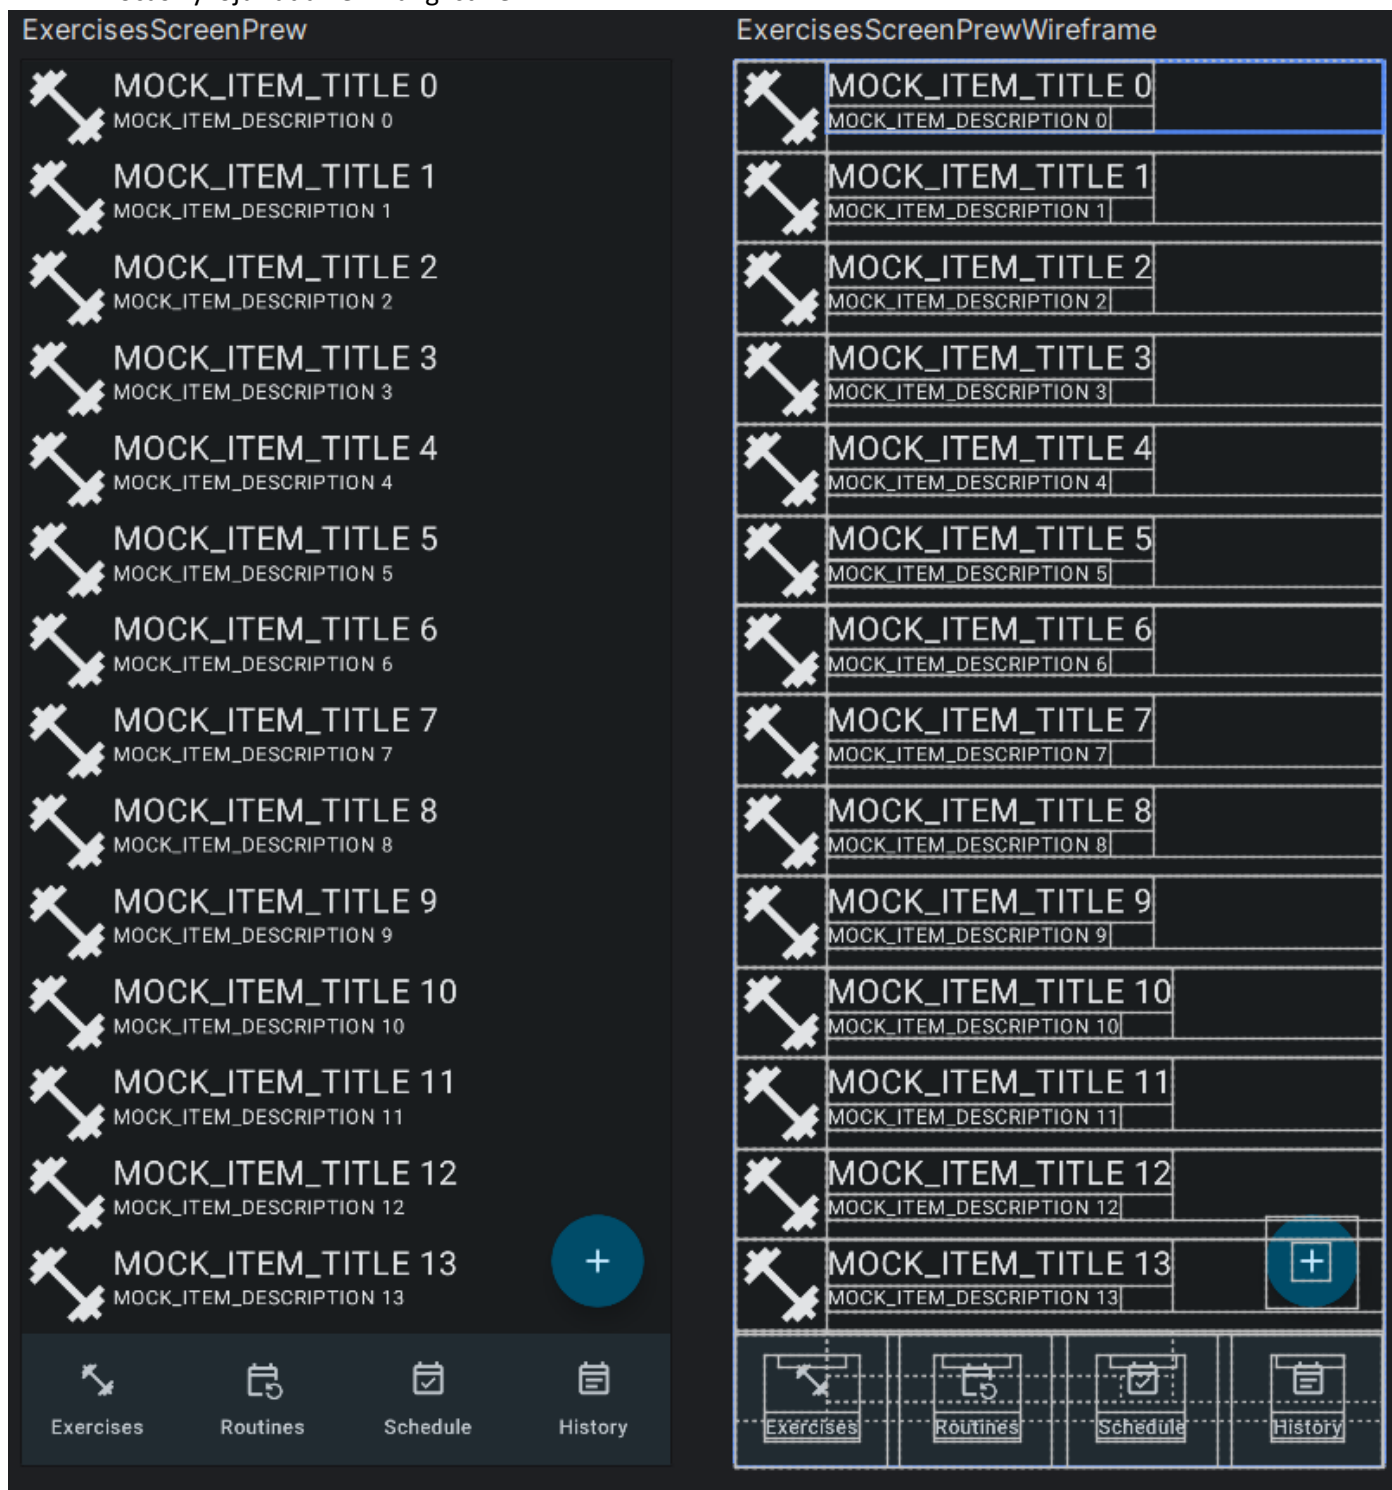 ExercisesScreenPrew
MOCK_ITEM_TITLE 0
MOCK_ITEM_DESCRIPTION 0
MOCK_ITEM_TITLE 1
MOCK_ITEM_DESCRIPTION 1
MOCK_ITEM_TITLE 2
MOCK_ITEM_DESCRIPTION 2
MOCK_ITEM_TITLE 3
MOCK_ITEM_DESCRIPTION 3
MOCK_ITEM_TITLE 4
MOCK_ITEM_DESCRIPTION 4
MOCK_ITEM_TITLE 5
MOCK_ITEM_DESCRIPTION 5
MOCK_ITEM_TITLE 6
MOCK_ITEM_DESCRIPTION 6
MOCK_ITEM_TITLE 7
MOCK_ITEM_DESCRIPTION 7
MOCK_ITEM_TITLE 8
MOCK_ITEM_DESCRIPTION 8
MOCK_ITEM_TITLE 9
MOCK_ITEM_DESCRIPTION 9
MOCK_ITEM_TITLE 10
MOCK_ITEM_DESCRIPTION 10
MOCK_ITEM_TITLE 11
MOCK_ITEM_DESCRIPTION 11
MOCK_ITEM_TITLE 12
MOCK_ITEM_DESCRIPTION 12
MOCK_ITEM_TITLE 13
MOCK_ITEM_DESCRIPTION 13
Exercises Routines Schedule History
ExercisesScreenPrewWireframe
MOCK_ITEM_TITLE 0
MOCK_ITEM_DESCRIPTION 0
MOCK_ITEM_TITLE 1
MOCK_ITEM_DESCRIPTION 1
MOCK_ITEM_TITLE 2
MOCK_ITEM_DESCRIPTION 2
MOCK_ITEM_TITLE 3
MOCK_ITEM_DESCRIPTION 3
MOCK_ITEM_TITLE 4
MOCK_ITEM_DESCRIPTION 4
MOCK_ITEM_TITLE 5
MOCK_ITEM_DESCRIPTION 5
MOCK_ITEM_TITLE 6
MOCK_ITEM_DESCRIPTION 6
MOCK_ITEM_TITLE 7
MOCK_ITEM_DESCRIPTION 7
MOCK_ITEM_TITLE 8
MOCK_ITEM_DESCRIPTION 8
MOCK_ITEM_TITLE 9
MOCK_ITEM_DESCRIPTION 9
MOCK_ITEM_TITLE 10
MOCK_ITEM_DESCRIPTION 10
MOCK_ITEM_TITLE 11
MOCK_ITEM_DESCRIPTION 11
MOCK_ITEM_TITLE 12
MOCK_ITEM_DESCRIPTION 12
MOCK_ITEM_TITLE 13
MOCK_ITEM_DESCRIPTION 13
Exercises Routines Schedule History